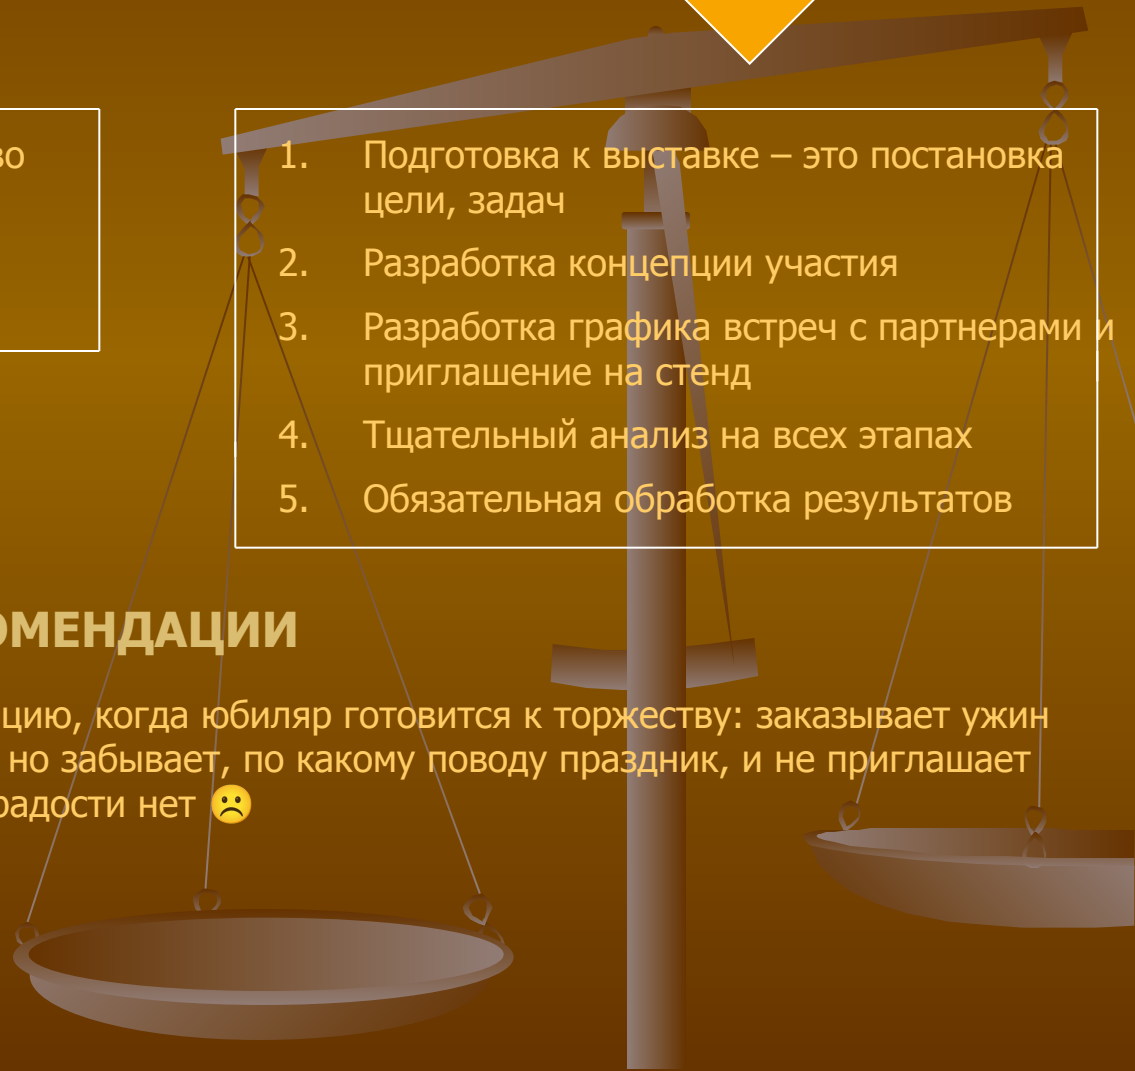 во
1. Подготовка к выставке – это постановка
цели, задач
2. Разработка концепции участия
3. Разработка графика встреч с партнерами и
приглашение на стенд
4. Тщательный анализ на всех этапах
5. Обязательная обработка результатов
ОМЕНДАЦИИ
цию, когда юбиляр готовится к торжеству: заказывает ужин
но забывает, по какому поводу праздник, и не приглашает
радости нет ☹